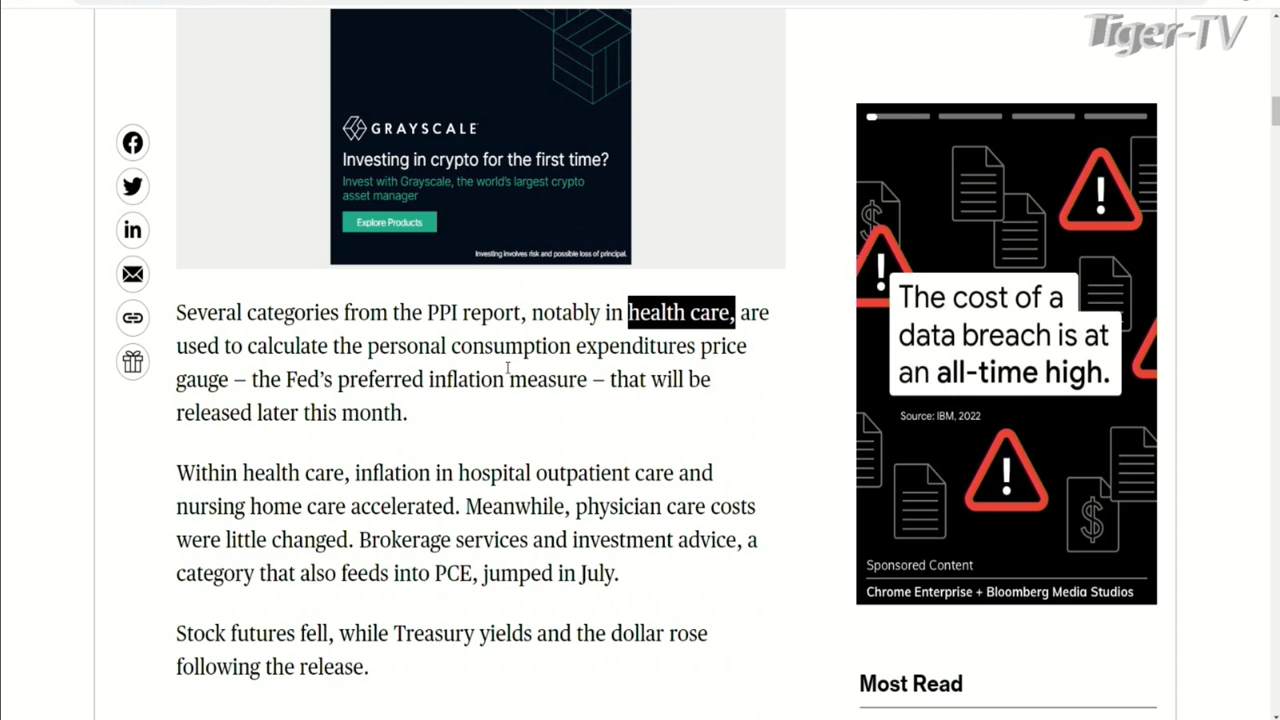 Tiger-TV
GRAYSCALE
Investing in crypto for the first time?
Invest with Grayscale, the world's largest crypto
asset manager
Explore Products
Investing involves risk and possible loss of principal.
Several categories from the PPI report, notably in health care, are
used to calculate the personal consumption expenditures price
gauge – the Fed's preferred inflation measure – that will be
released later this month.
Within health care, inflation in hospital outpatient care and
nursing home care accelerated. Meanwhile, physician care costs
were little changed. Brokerage services and investment advice, a
category that also feeds into PCE, jumped in July.
Stock futures fell, while Treasury yields and the dollar rose
following the release.
The cost of a
data breach is at
an all-time high.
Source: IBM, 2022
Sponsored Content
Chrome Enterprise + Bloomberg Media Studios
Most Read